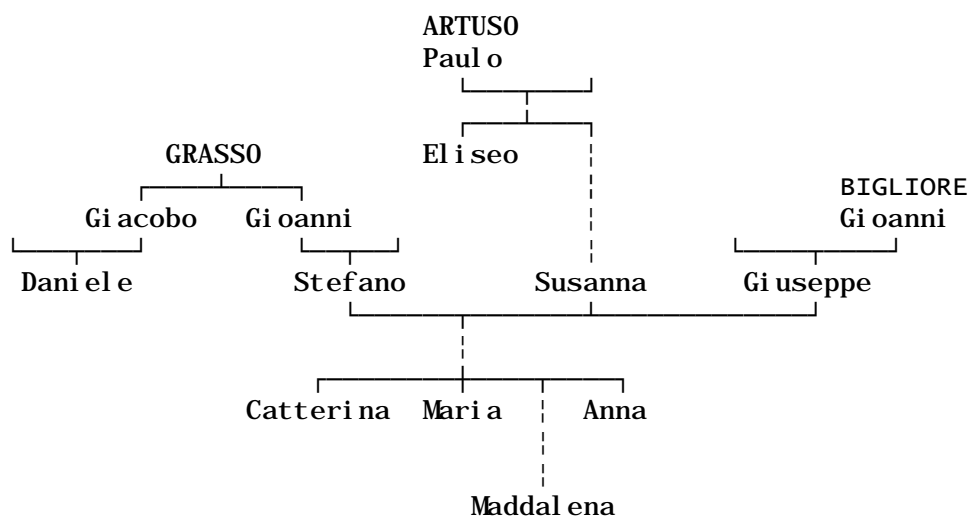 ARTUSO
Paulo
Eliseo
GRASSO
BIGLIORE
Giacobo Gioanni Gioanni
Daniele Stefano Susanna Giuseppe
Catterina Maria Anna
Maddalena